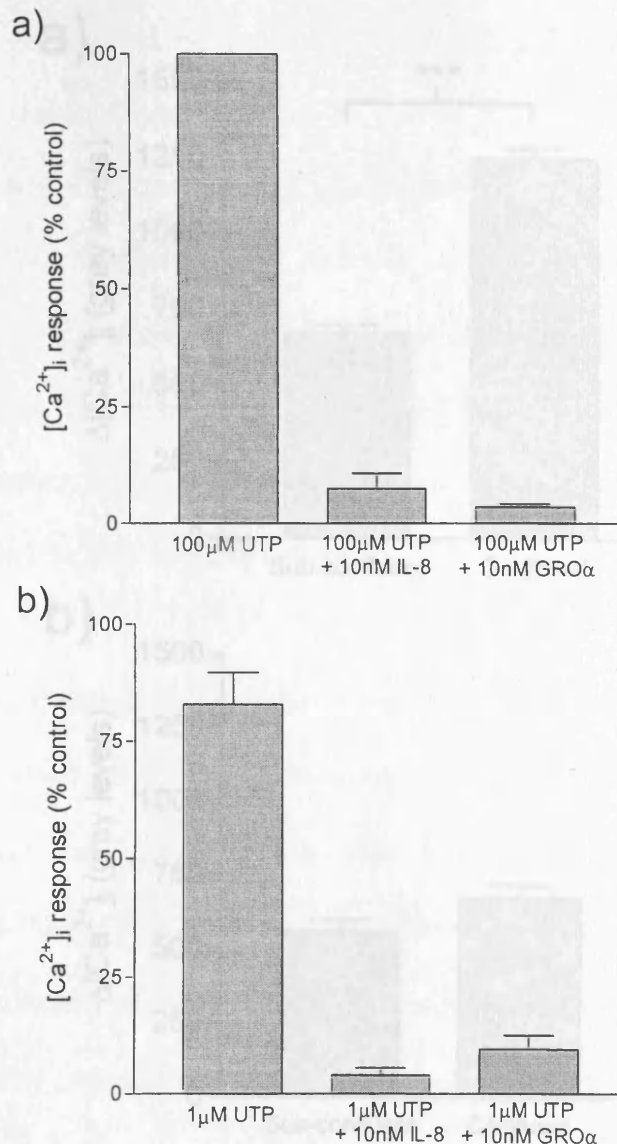 a)
[Ca²⁺]ᵢ response (% control)
100
75
50
25
0
100µM UTP
100µM UTP
+ 10nM IL-8
100µM UTP
+ 10nM GROα
b)
[Ca²⁺]ᵢ response (% control)
100
75
50
25
0
1µM UTP
1µM UTP
+ 10nM IL-8
1µM UTP
+ 10nM GROα